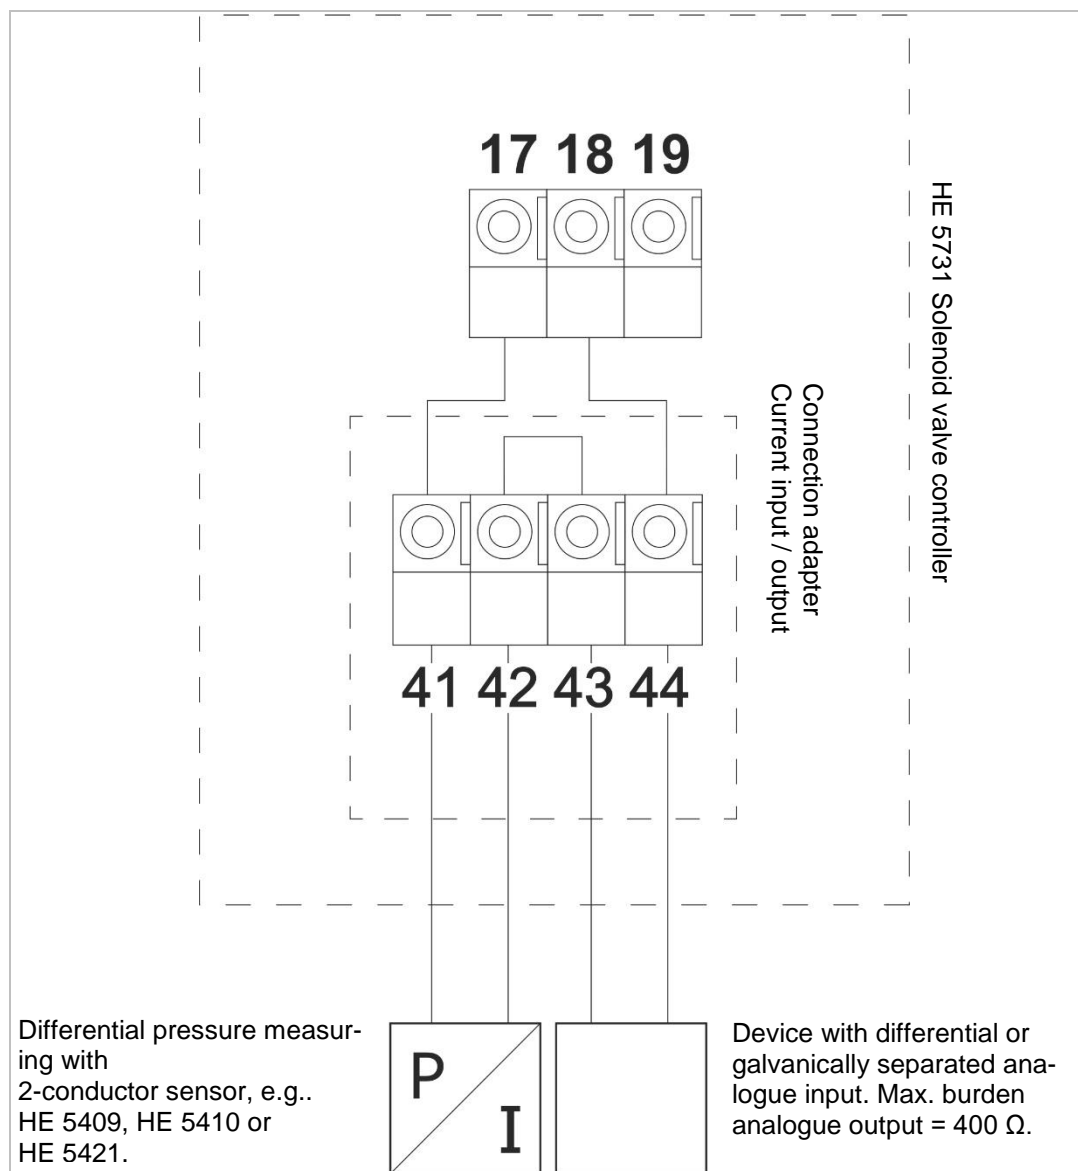 17 18 19
HE 5731 Solenoid valve controller
Connection adapter
Current input / output
41 42 43 44
Differential pressure measur-
ing with
2-conductor sensor, e.g..
HE 5409, HE 5410 or
HE 5421.
P
I
Device with differential or
galvanically separated ana-
logue input. Max. burden
analogue output = 400 Ω.